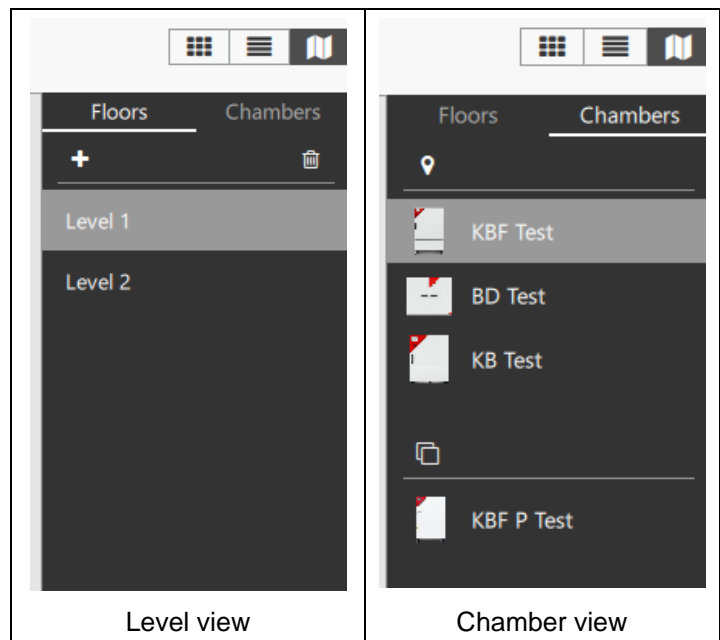 Floors Chambers
Level 1
Level 2
Level view
Floors Chambers
KBF Test
BD Test
KB Test
KBF P Test
Chamber view